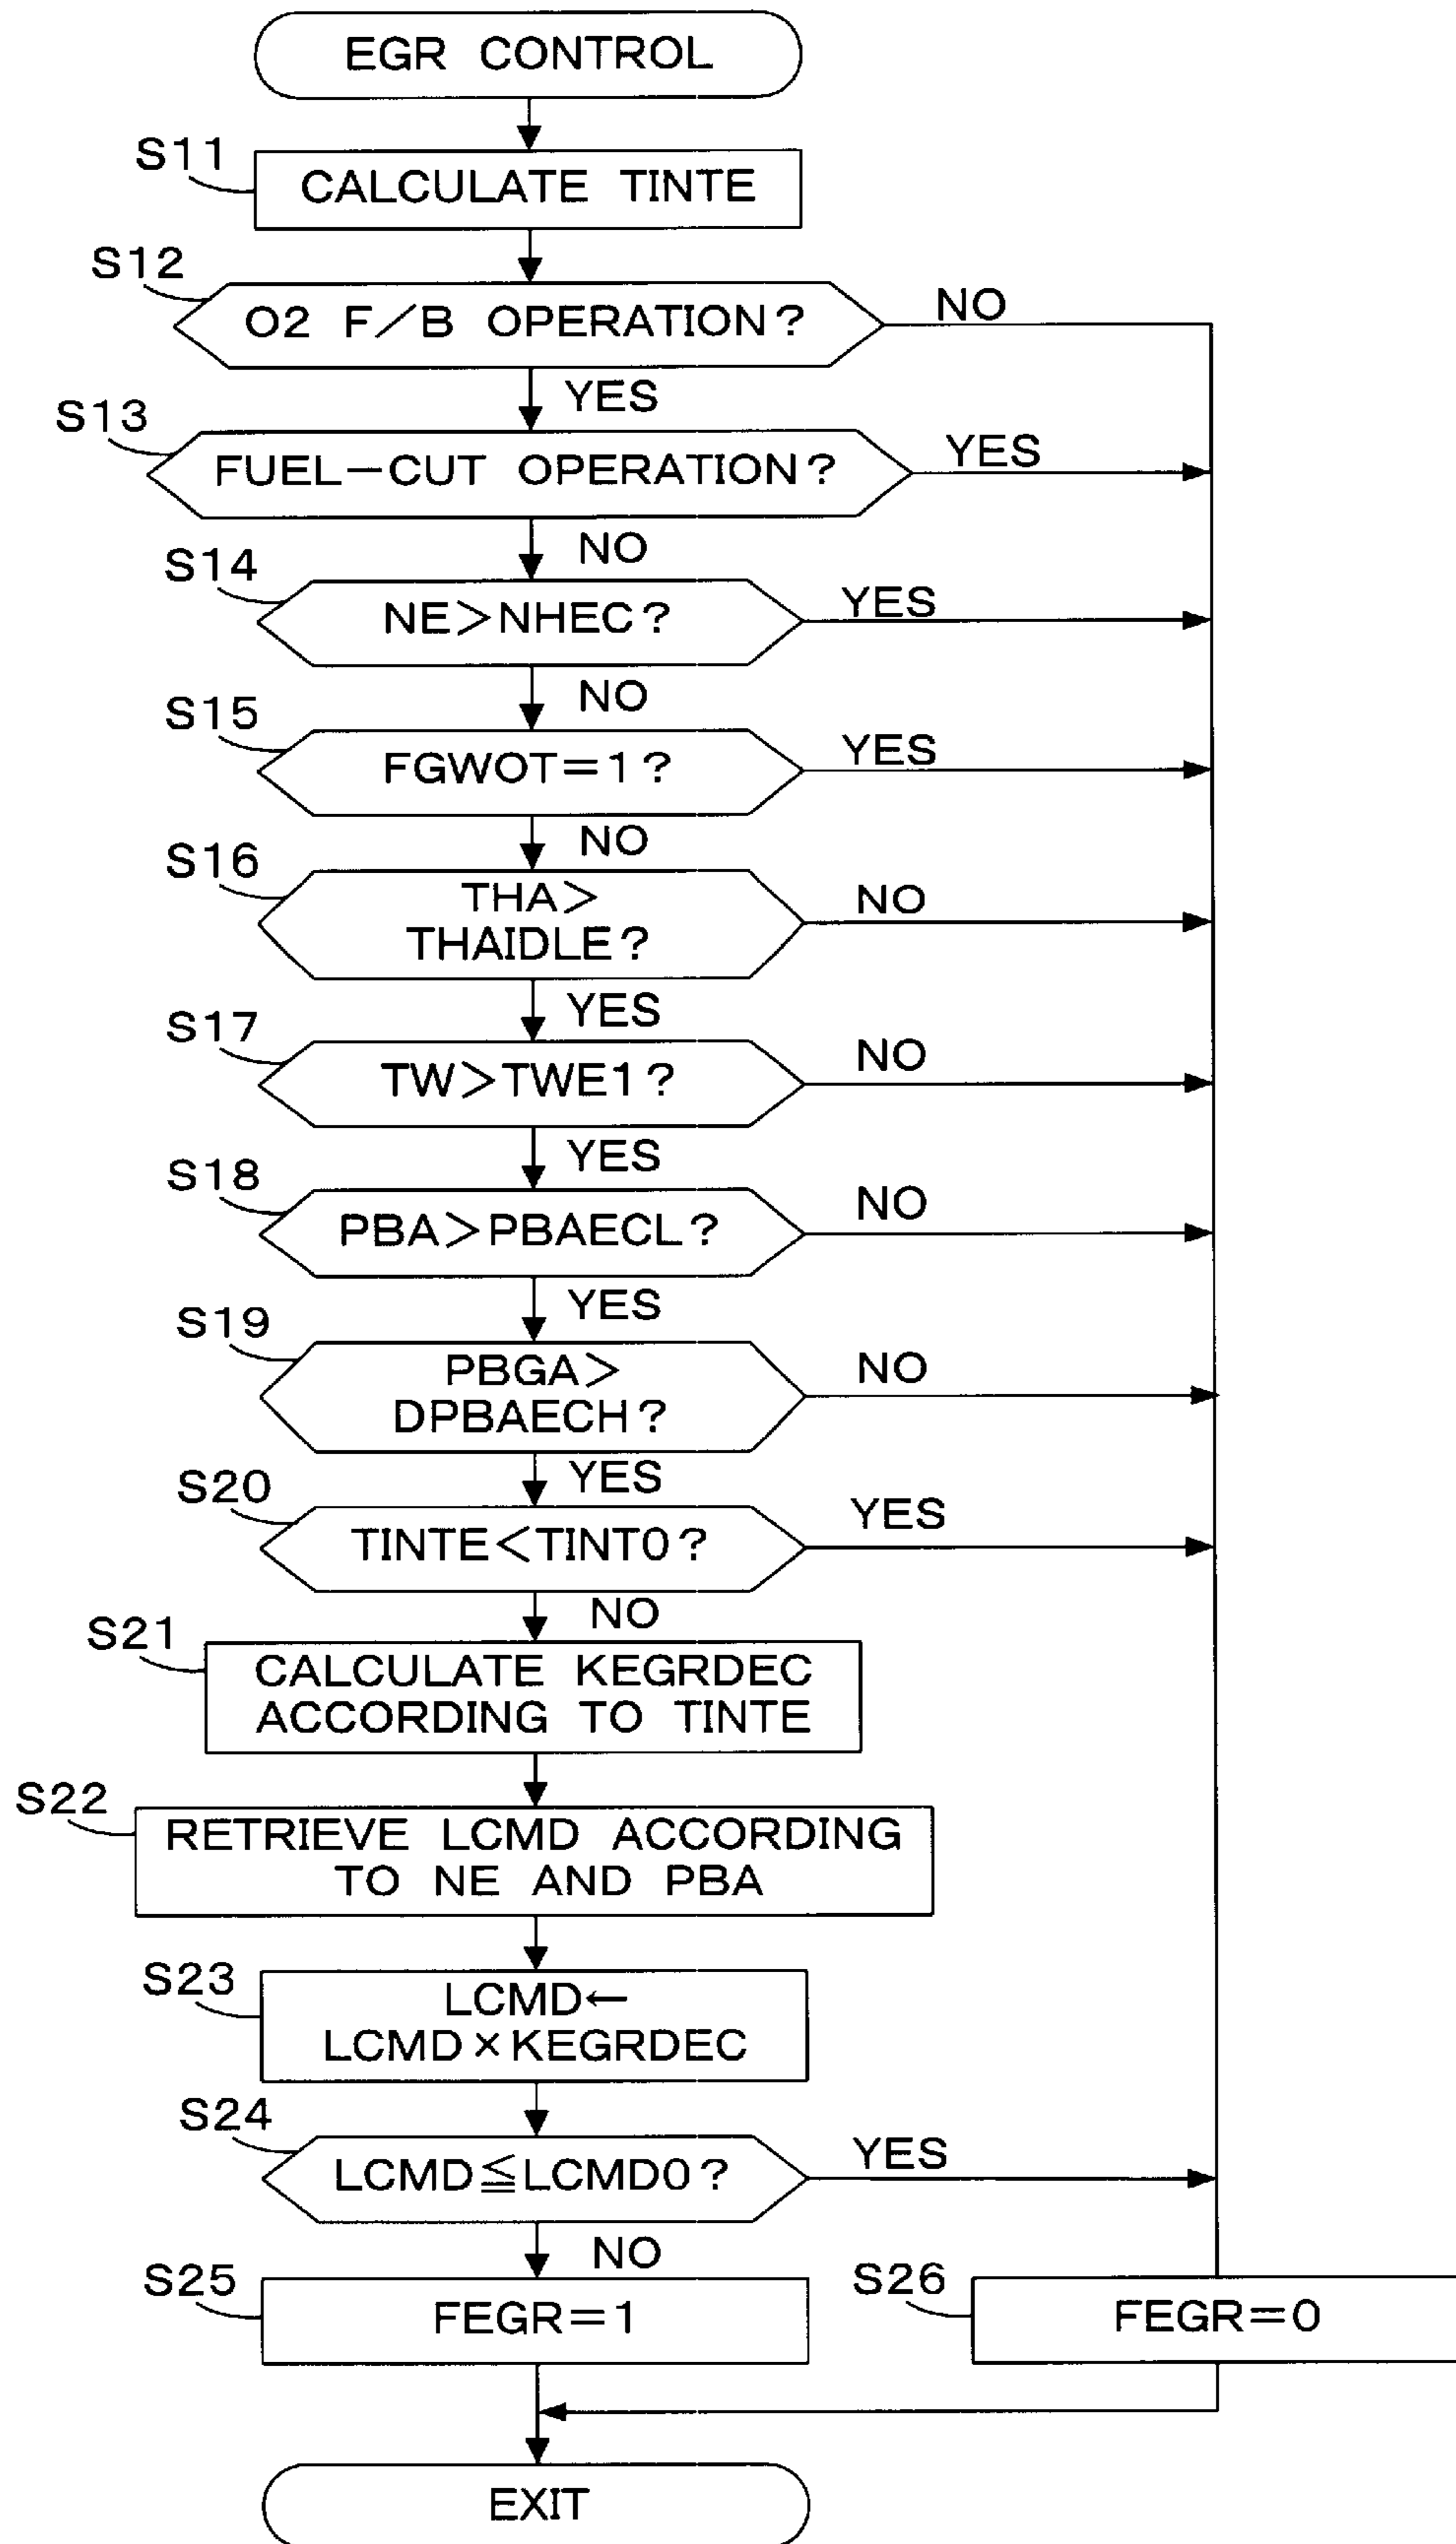 EGR CONTROL
S11
CALCULATE TINTE
S12
O2 F/B OPERATION?
NO
YES
S13
FUEL-CUT OPERATION?
YES
NO
S14
NE>NHEC?
YES
NO
S15
FGWOT=1?
YES
NO
S16
THA>
THAIDLE?
NO
YES
S17
TW>TWE1?
NO
YES
S18
PBA>PBAECL?
NO
YES
S19
PBGA>
DPBAECH?
NO
YES
S20
TINTE<TINT0?
YES
NO
S21
CALCULATE KEGRDEC
ACCORDING TO TINTE
S22
RETRIEVE LCMD ACCORDING
TO NE AND PBA
S23
LCMD←
LCMD×KEGRDEC
S24
LCMD≦LCMD0?
YES
NO
S25
FEGR=1
S26
FEGR=0
EXIT